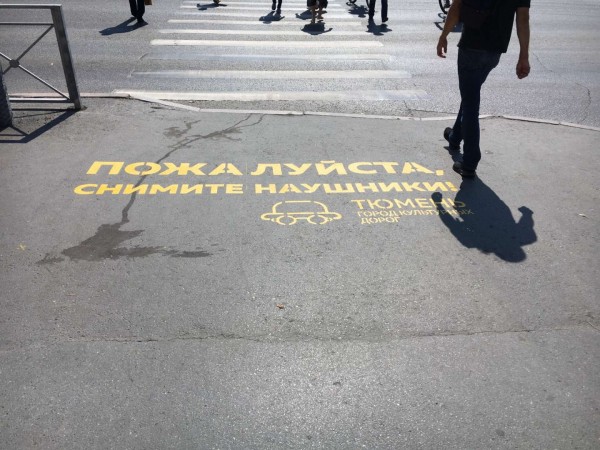 ПОЖАЛУЙСТА,
СНИМИТЕ НАУШНИКИ!
ТЮМЕНЬ
ГОРОД КУЛЬТУРНЫХ
ДОРОГ